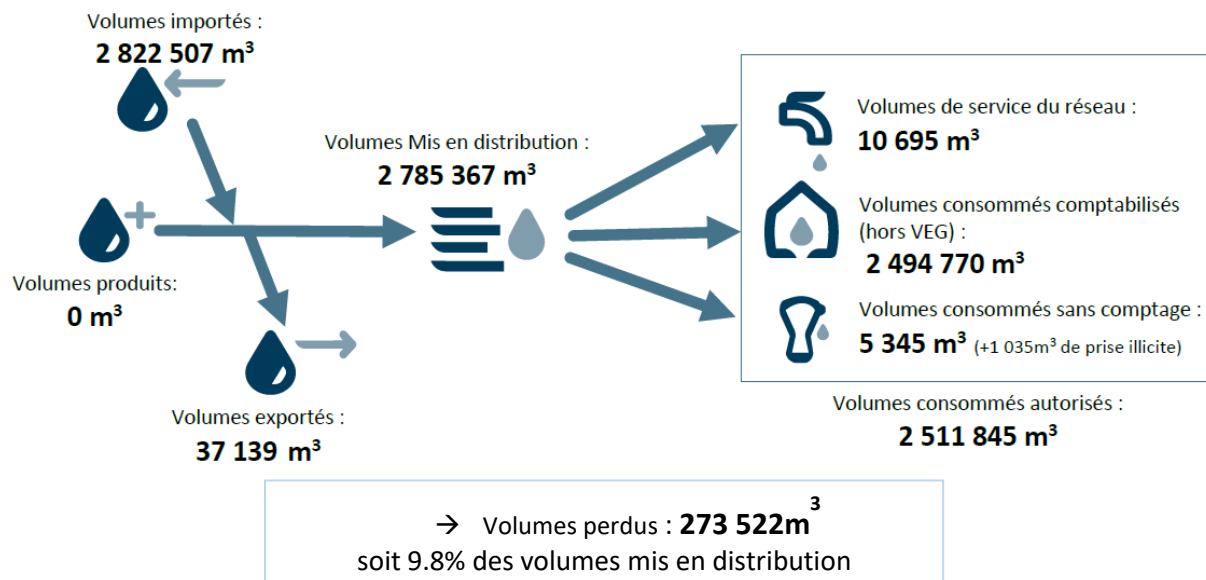 Volumes importés :
2 822 507 m³
Volumes produits:
0 m³
Volumes exportés :
37 139 m³
Volumes Mis en distribution :
2 785 367 m³
Volumes de service du réseau :
10 695 m³
Volumes consommés comptabilisés
(hors VEG) :
2 494 770 m³
Volumes consommés sans comptage :
5 345 m³ (+1 035m³ de prise illicite)
Volumes consommés autorisés :
2 511 845 m³
→ Volumes perdus : 273 522m³
soit 9.8% des volumes mis en distribution